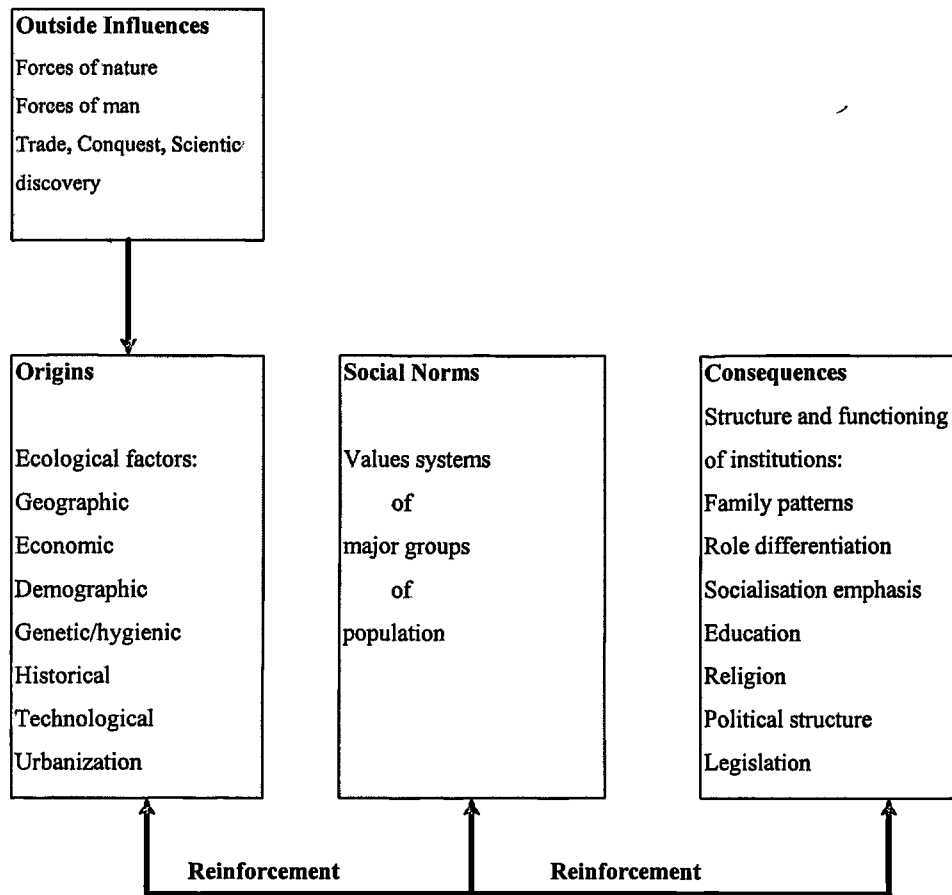 Outside Influences
Forces of nature
Forces of man
Trade, Conquest, Scientic
discovery
Origins
Ecological factors:
Geographic
Economic
Demographic
Genetic/hygienic
Historical
Technological
Urbanization
Social Norms
Values systems
of
major groups
of
population
Consequences
Structure and functioning
of institutions:
Family patterns
Role differentiation
Socialisation emphasis
Education
Religion
Political structure
Legislation
Reinforcement
Reinforcement